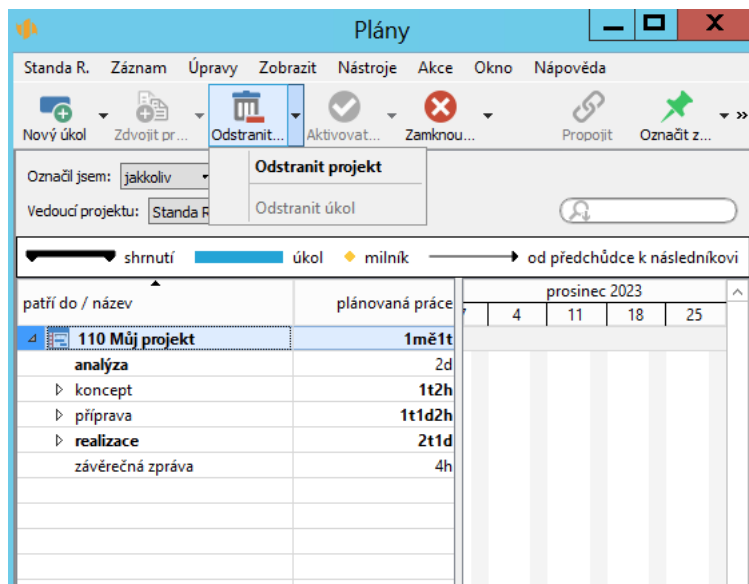 Plány
Standa R. Záznam Úpravy Zobrazit Nástroje Akce Okno Nápověda
Nový úkol Zdvojit pr... Odstranit... Aktivovat... Zamknou... Propojit Označit z... »
Odstranit projekt
Označil jsem: jakkoliv
Odstranit úkol
Vedoucí projektu: Standa R
shrnutí úkol milník od předchůdce k následníkovi
patří do / název plánovaná práce prosinec 2023
4 11 18 25
110 Můj projekt 1mě1t
analýza 2d
koncept 1t2h
příprava 1t1d2h
realizace 2t1d
závěrečná zpráva 4h